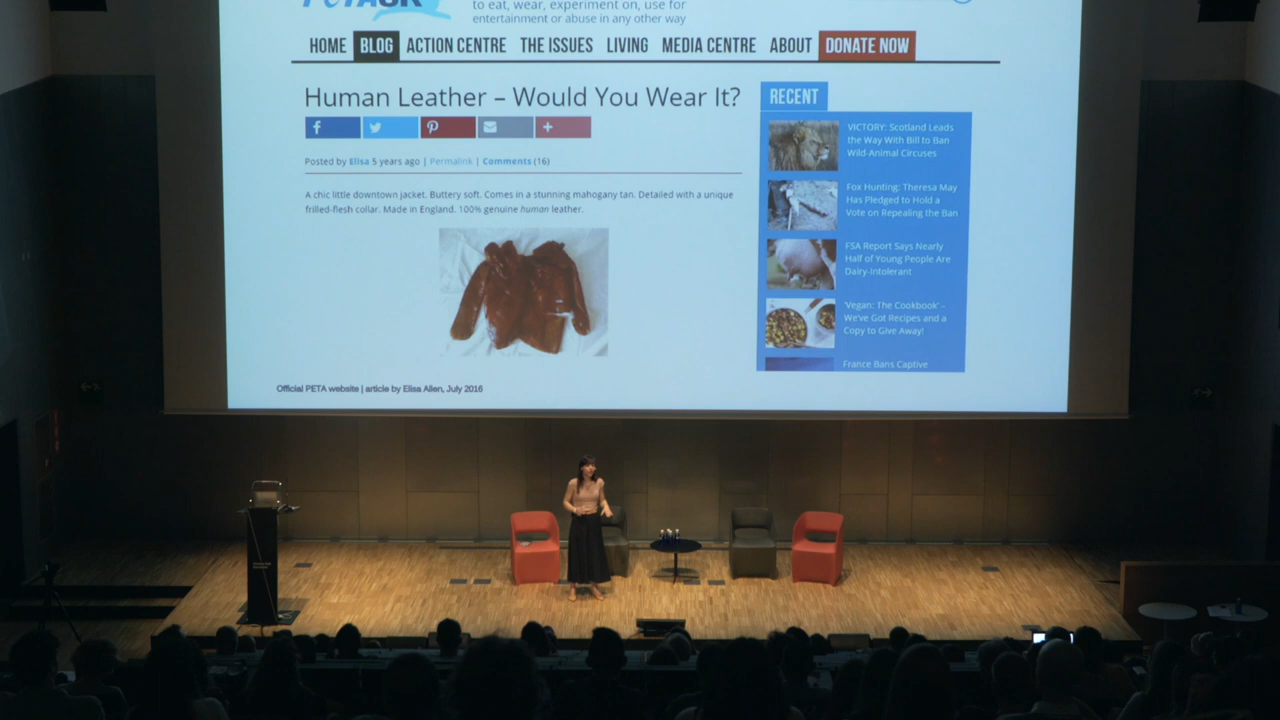 PETA UK
to eat, wear, experiment on, use for
entertainment or abuse in any other way
HOME BLOG ACTION CENTRE THE ISSUES LIVING MEDIA CENTRE ABOUT DONATE NOW
Human Leather – Would You Wear It?
Posted by Elisa 5 years ago | Permalink | Comments (16)
A chic little downtown jacket. Buttery soft. Comes in a stunning mahogany tan. Detailed with a unique
frilled-flesh collar. Made in England. 100% genuine human leather.
RECENT
VICTORY: Scotland Leads
the Way With Bill to Ban
Wild-Animal Circuses
Fox Hunting: Theresa May
Has Pledged to Hold a
Vote on Repealing the Ban
FSA Report Says Nearly
Half of Young People Are
Dairy-Intolerant
'Vegan: The Cookbook' –
We've Got Recipes and a
Copy to Give Away!
France Bans Captive
Official PETA website | article by Elisa Allen, July 2016